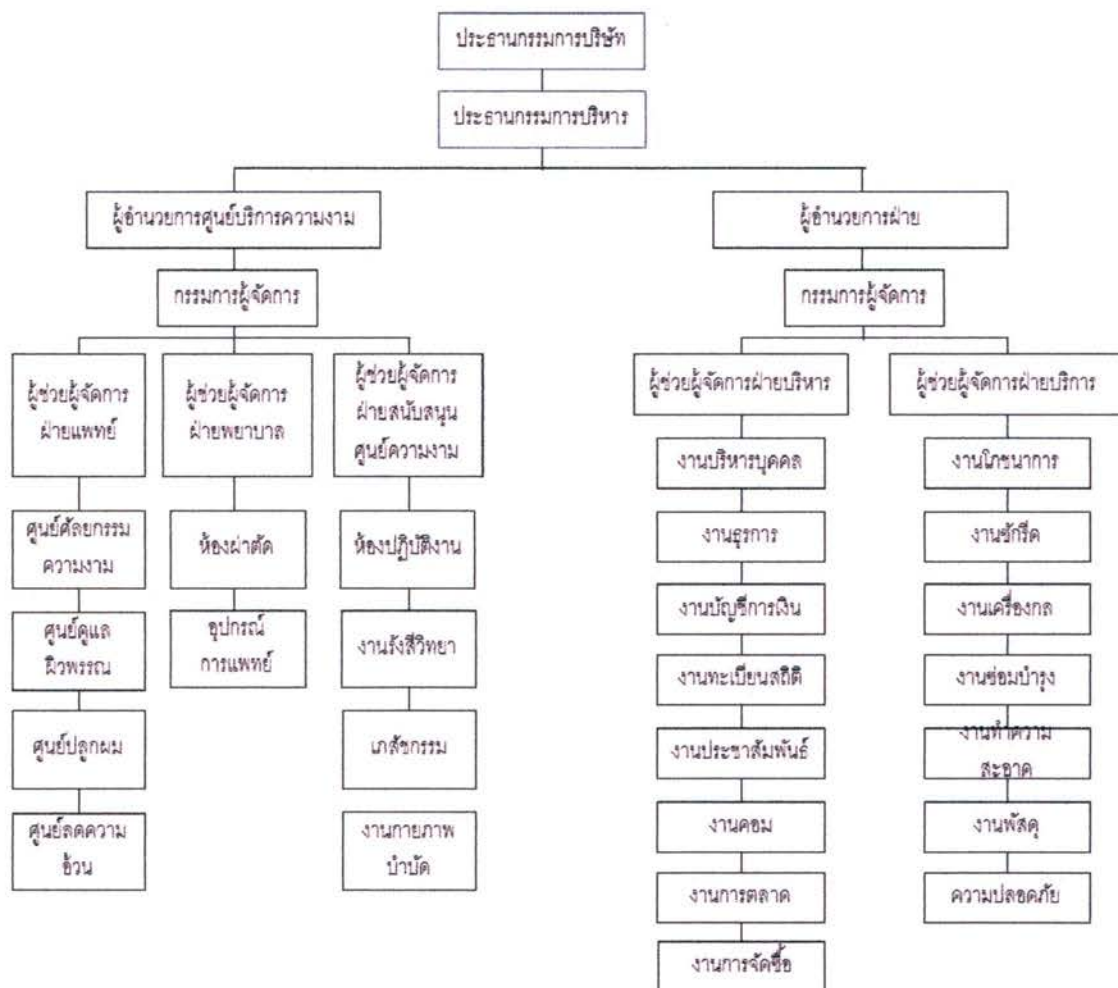 ประธานกรรมการบริษัท
ประธานกรรมการบริหาร
ผู้อำนวยการศูนย์บริการความงาม
ผู้อำนวยการฝ่าย
กรรมการผู้จัดการ
กรรมการผู้จัดการ
ผู้ช่วยผู้จัดการ
ฝ่ายแพทย์
ผู้ช่วยผู้จัดการ
ฝ่ายพยาบาล
ผู้ช่วยผู้จัดการ
ฝ่ายสนับสนุน
ศูนย์ความงาม
ผู้ช่วยผู้จัดการฝ่ายบริหาร
ผู้ช่วยผู้จัดการฝ่ายบริการ
ศูนย์ศัลยกรรม
ความงาม
ศูนย์ดูแล
ผิวพรรณ
ศูนย์ปลูกผม
ศูนย์ลดความ
อ้วน
ห้องผ่าตัด
อุปกรณ์
การแพทย์
ห้องปฏิบัติงาน
งานรังสีวิทยา
เภสัชกรรม
งานกายภาพ
บำบัด
งานบริหารบุคคล
งานธุรการ
งานบัญชีการเงิน
งานทะเบียนสถิติ
งานประชาสัมพันธ์
งานคอม
งานการตลาด
งานการจัดซื้อ
งานโภชนาการ
งานซักรีด
งานเครื่องกล
งานซ่อมบำรุง
งานทำความ
สะอาด
งานพัสดุ
ความปลอดภัย